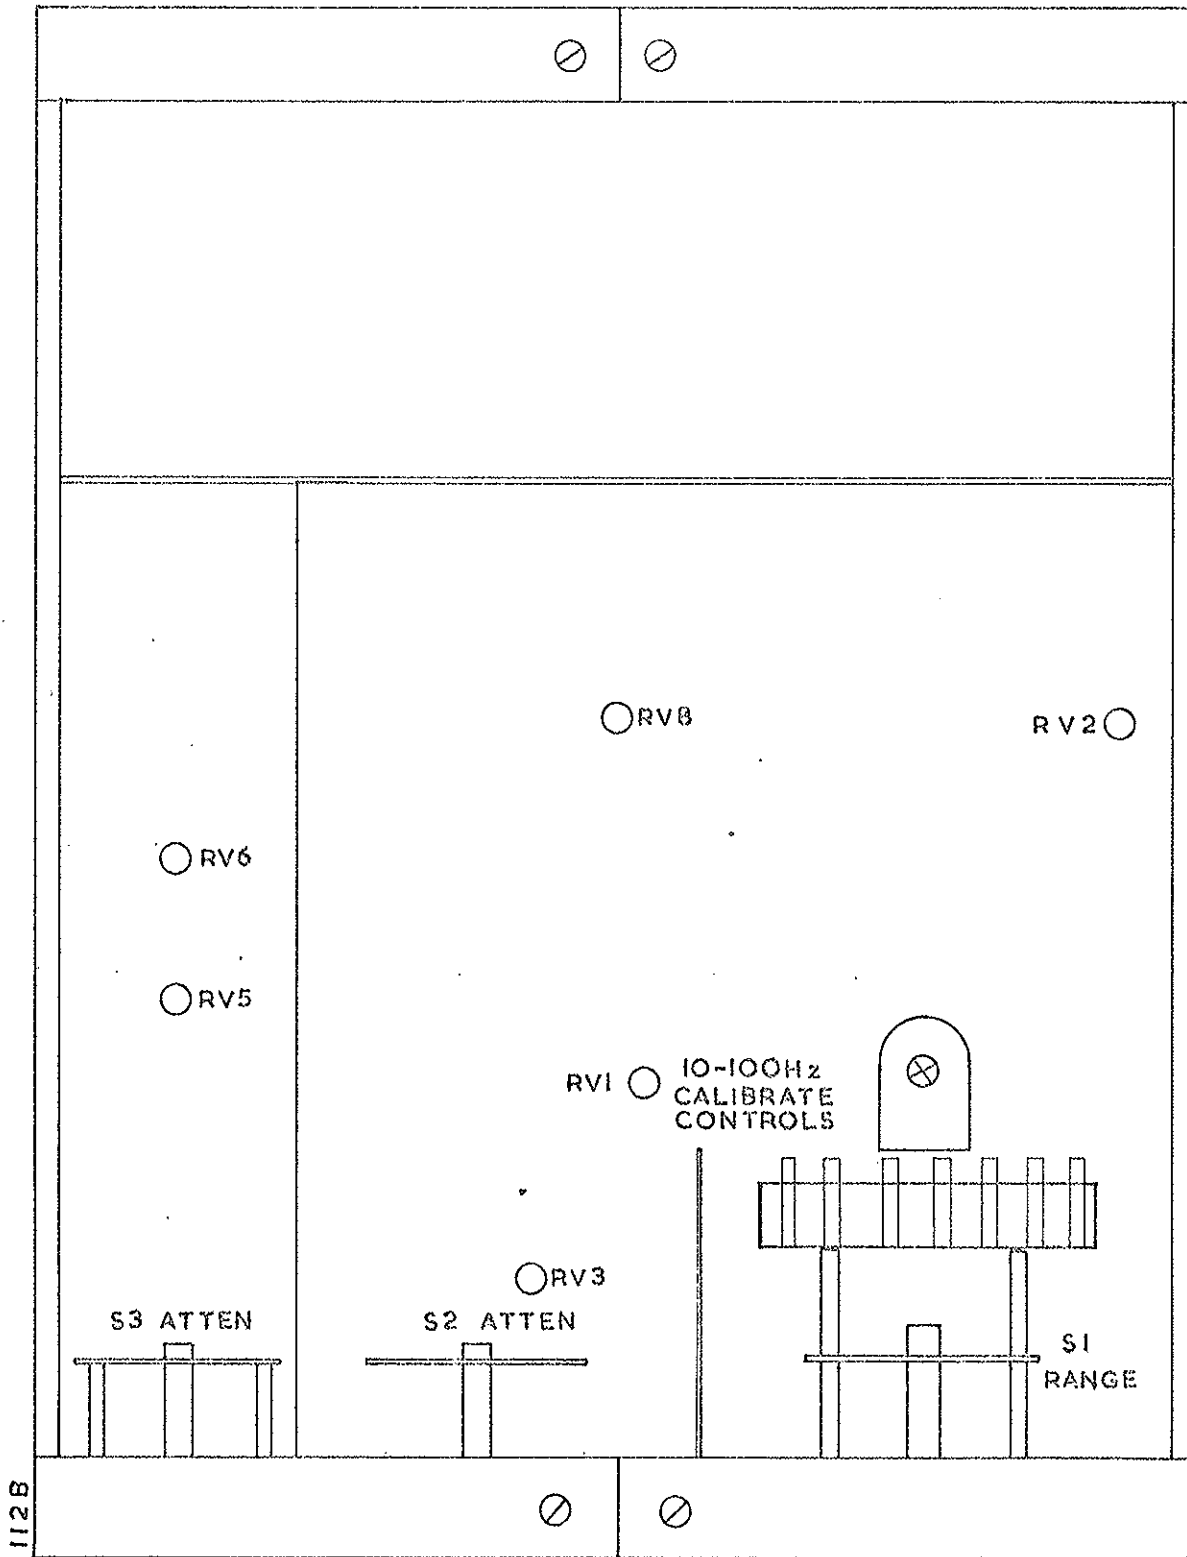 RV8
RV2
RV6
RV5
RV1
10-100Hz
CALIBRATE
CONTROLS
RV3
S3 ATTEN
S2 ATTEN
S1
RANGE
112B